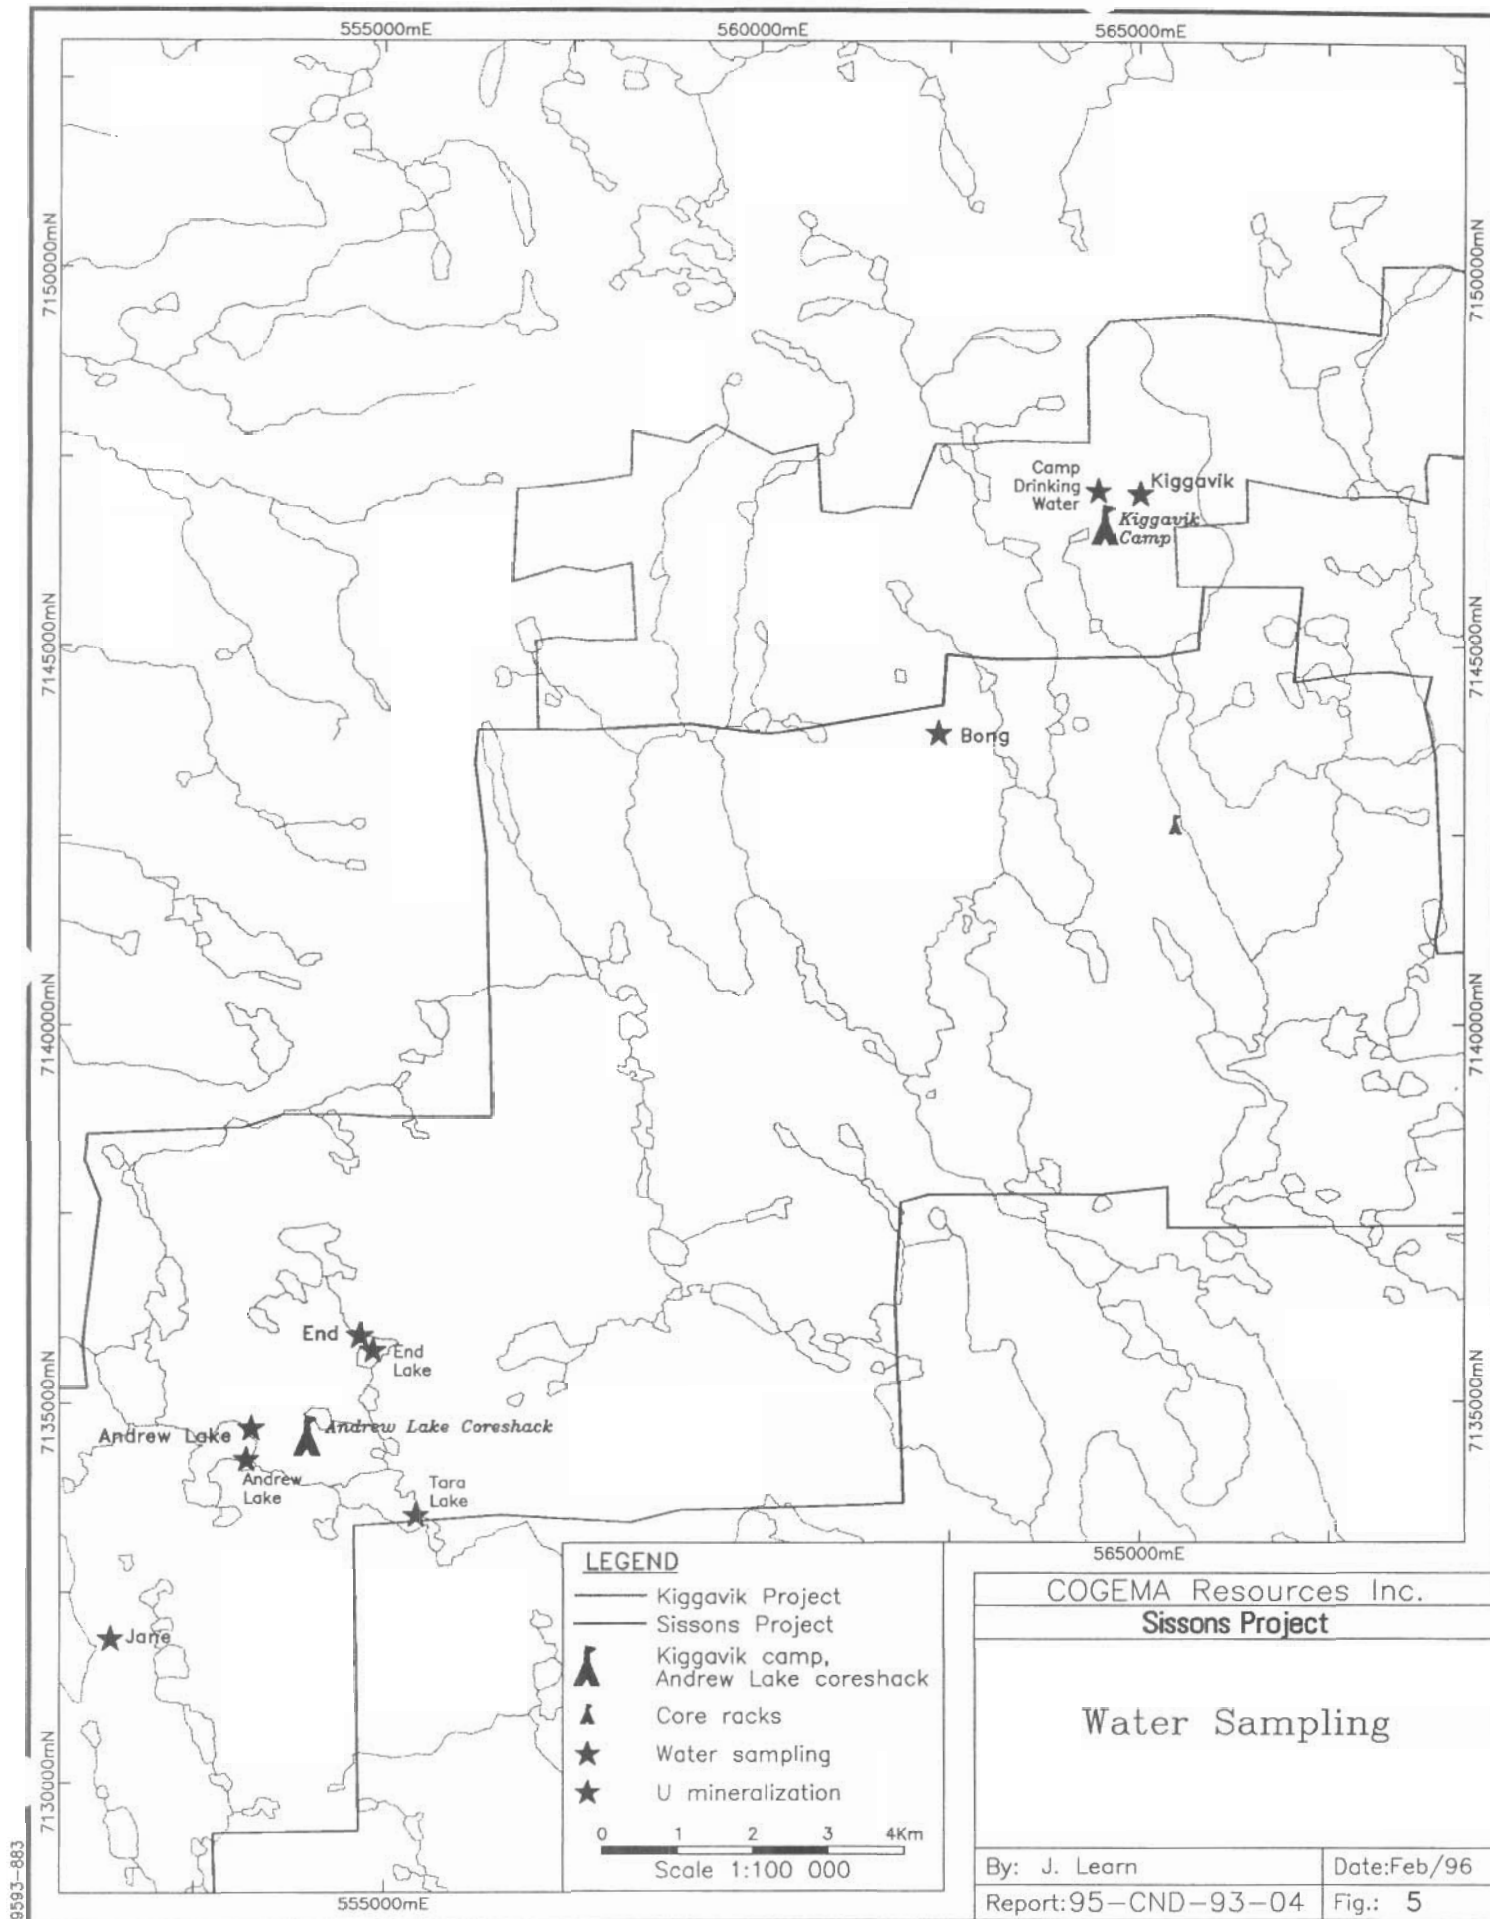 555000mE 560000mE 565000mE
7150000mN
7150000mN
Camp
Drinking
Water
Kiggavik
Kiggavik
Camp
7145000mN
7145000mN
Bong
7140000mN
7140000mN
End
End
Lake
7135000mN
7135000mN
Andrew Lake
Andrew Lake Coreshack
Andrew
Lake
Tara
Lake
Jane
7130000mN
555000mE
565000mE
LEGEND
Kiggavik Project
Sissons Project
Kiggavik camp,
Andrew Lake coreshack
Core racks
Water sampling
U mineralization
0 1 2 3 4Km
Scale 1:100 000
COGEMA Resources Inc.
Sissons Project
Water Sampling
By: J. Learn
Date:Feb/96
Report:95-CND-93-04
Fig.: 5
9593-883